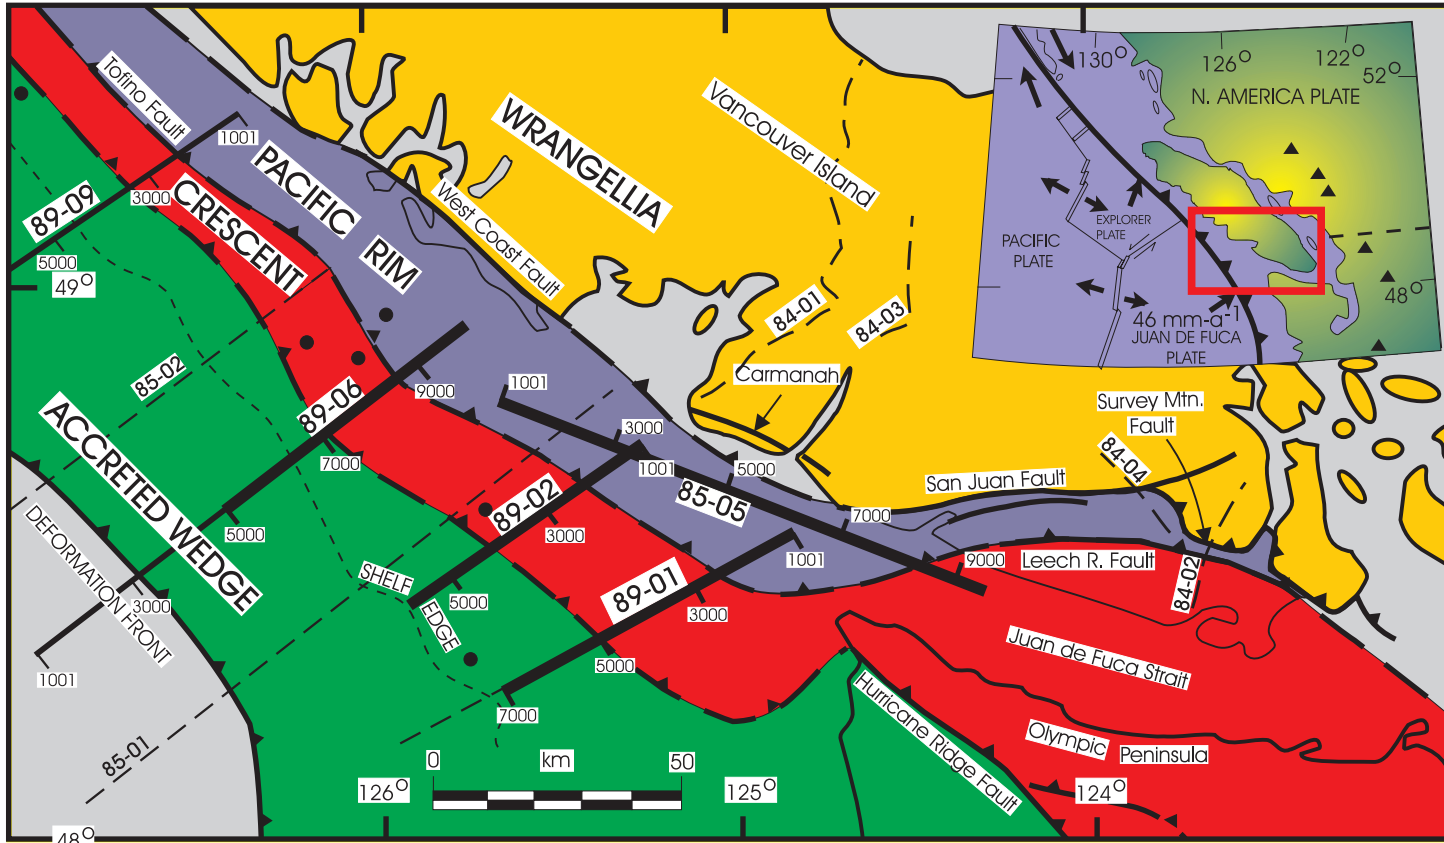 Tofino Fault
1001
PACIFIC RIM
WRANGELLIA
Vancouver Island
West Coast Fault
89-09
3000
5000
CRESCENT
49°
85-02
89-06
9000
7000
5000
3000
1001
ACCRETED WEDGE
DEFORMATION FRONT
85-01
48°
84-01
84-03
Carmanah
1001
3000
5000
85-05
7000
9000
1001
89-02
3000
5000
SHELF
EDGE
89-01
1001
3000
5000
7000
San Juan Fault
Survey Mtn.
Fault
84-04
Leech R. Fault
84-02
Juan de Fuca Strait
Hurricane Ridge Fault
Olympic Peninsula
0 km 50
126°
125°
124°
130°
126°
122°
52°
N. AMERICA PLATE
EXPLORER
PLATE
PACIFIC
PLATE
48°
46 mm-a-1
JUAN DE FUCA
PLATE